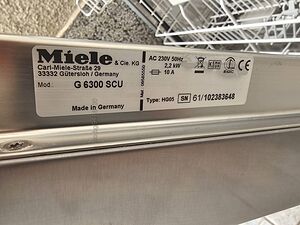 Miele & Cie. KG
Carl-Miele-Straße 29
33332 Gütersloh / Germany
Mod.: G 6300 SCU
Made in Germany
AC 230V 50Hz
2,2 kW
10 A
Type: HG05 SN 61/102383648